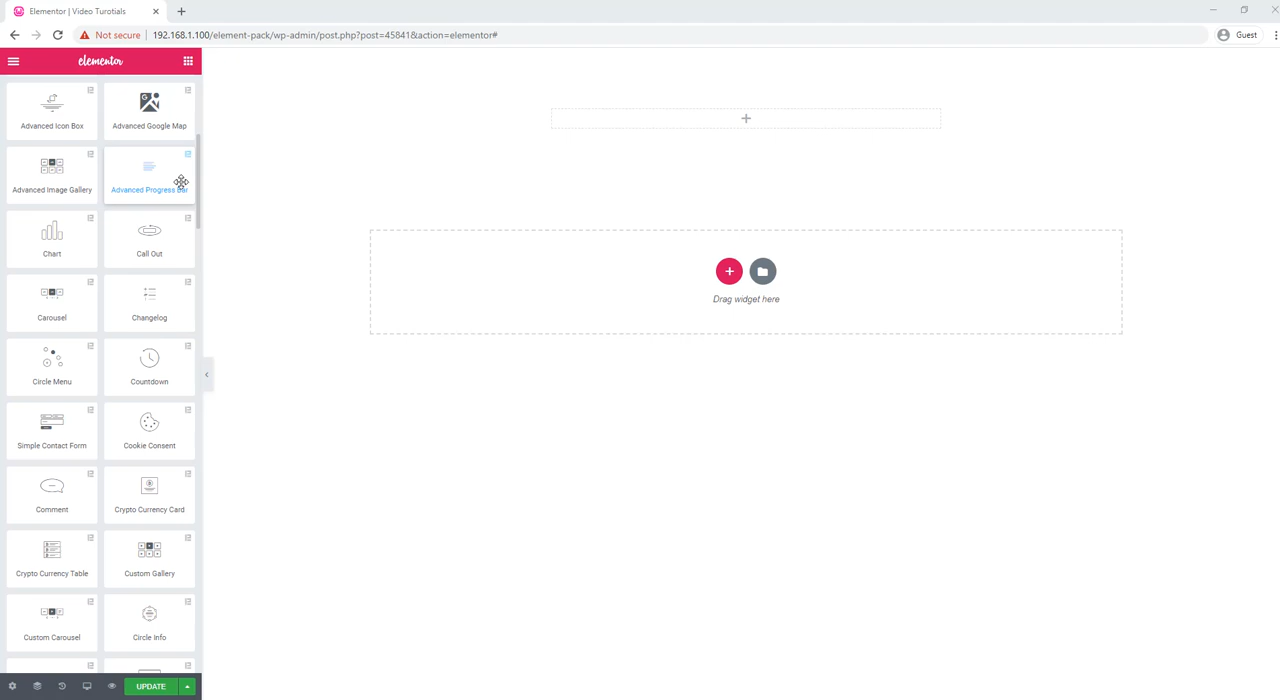 Elementor | Video Turotials
Not secure
192.168.1.100/element-pack/wp-admin/post.php?post=45841&action=elementor#
Guest
elementor
Advanced Icon Box
Advanced Google Map
Advanced Image Gallery
Advanced Progress Bar
Chart
Call Out
Carousel
Changelog
Circle Menu
Countdown
Simple Contact Form
Cookie Consent
Comment
Crypto Currency Card
Crypto Currency Table
Custom Gallery
Custom Carousel
Circle Info
UPDATE
Drag widget here